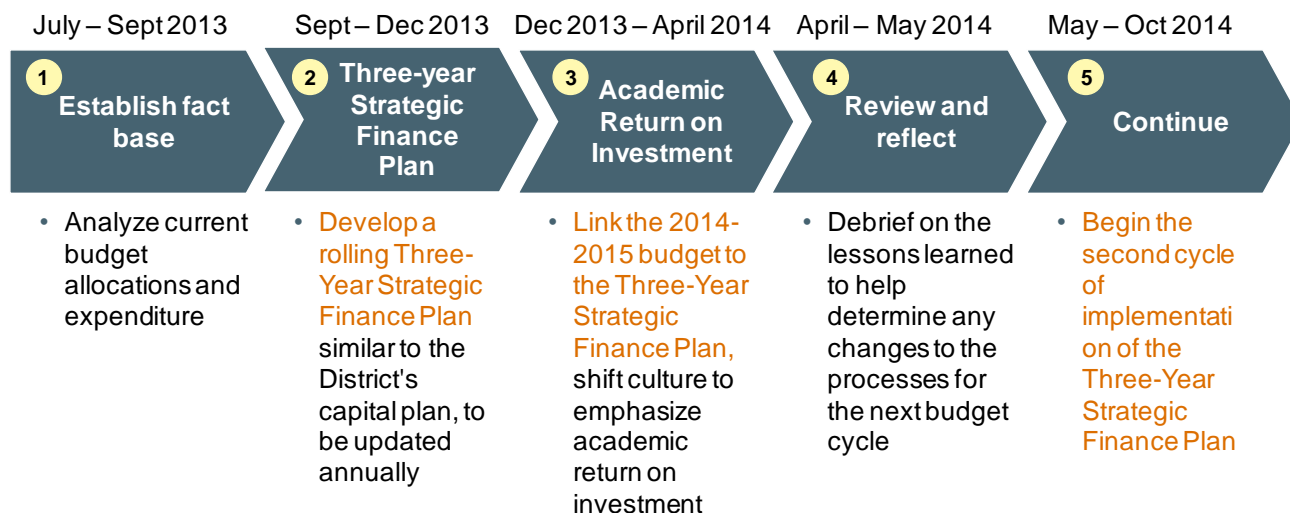 July – Sept 2013
Sept – Dec 2013
Dec 2013 – April 2014
April – May 2014
May – Oct 2014
1
Establish fact
base
2
Three-year
Strategic
Finance
Plan
3
Academic
Return on
Investment
4
Review and
reflect
5
Continue
• Analyze current
budget
allocations and
expenditure
• Develop a
rolling Three-
Year Strategic
Finance Plan
similar to the
District's
capital plan, to
be updated
annually
• Link the 2014-
2015 budget to
the Three-Year
Strategic
Finance Plan,
shift culture to
emphasize
academic
return on
investment
• Debrief on the
lessons learned
to help
determine any
changes to the
processes for
the next budget
cycle
• Begin the
second cycle
of
implementati
on of the
Three-Year
Strategic
Finance Plan